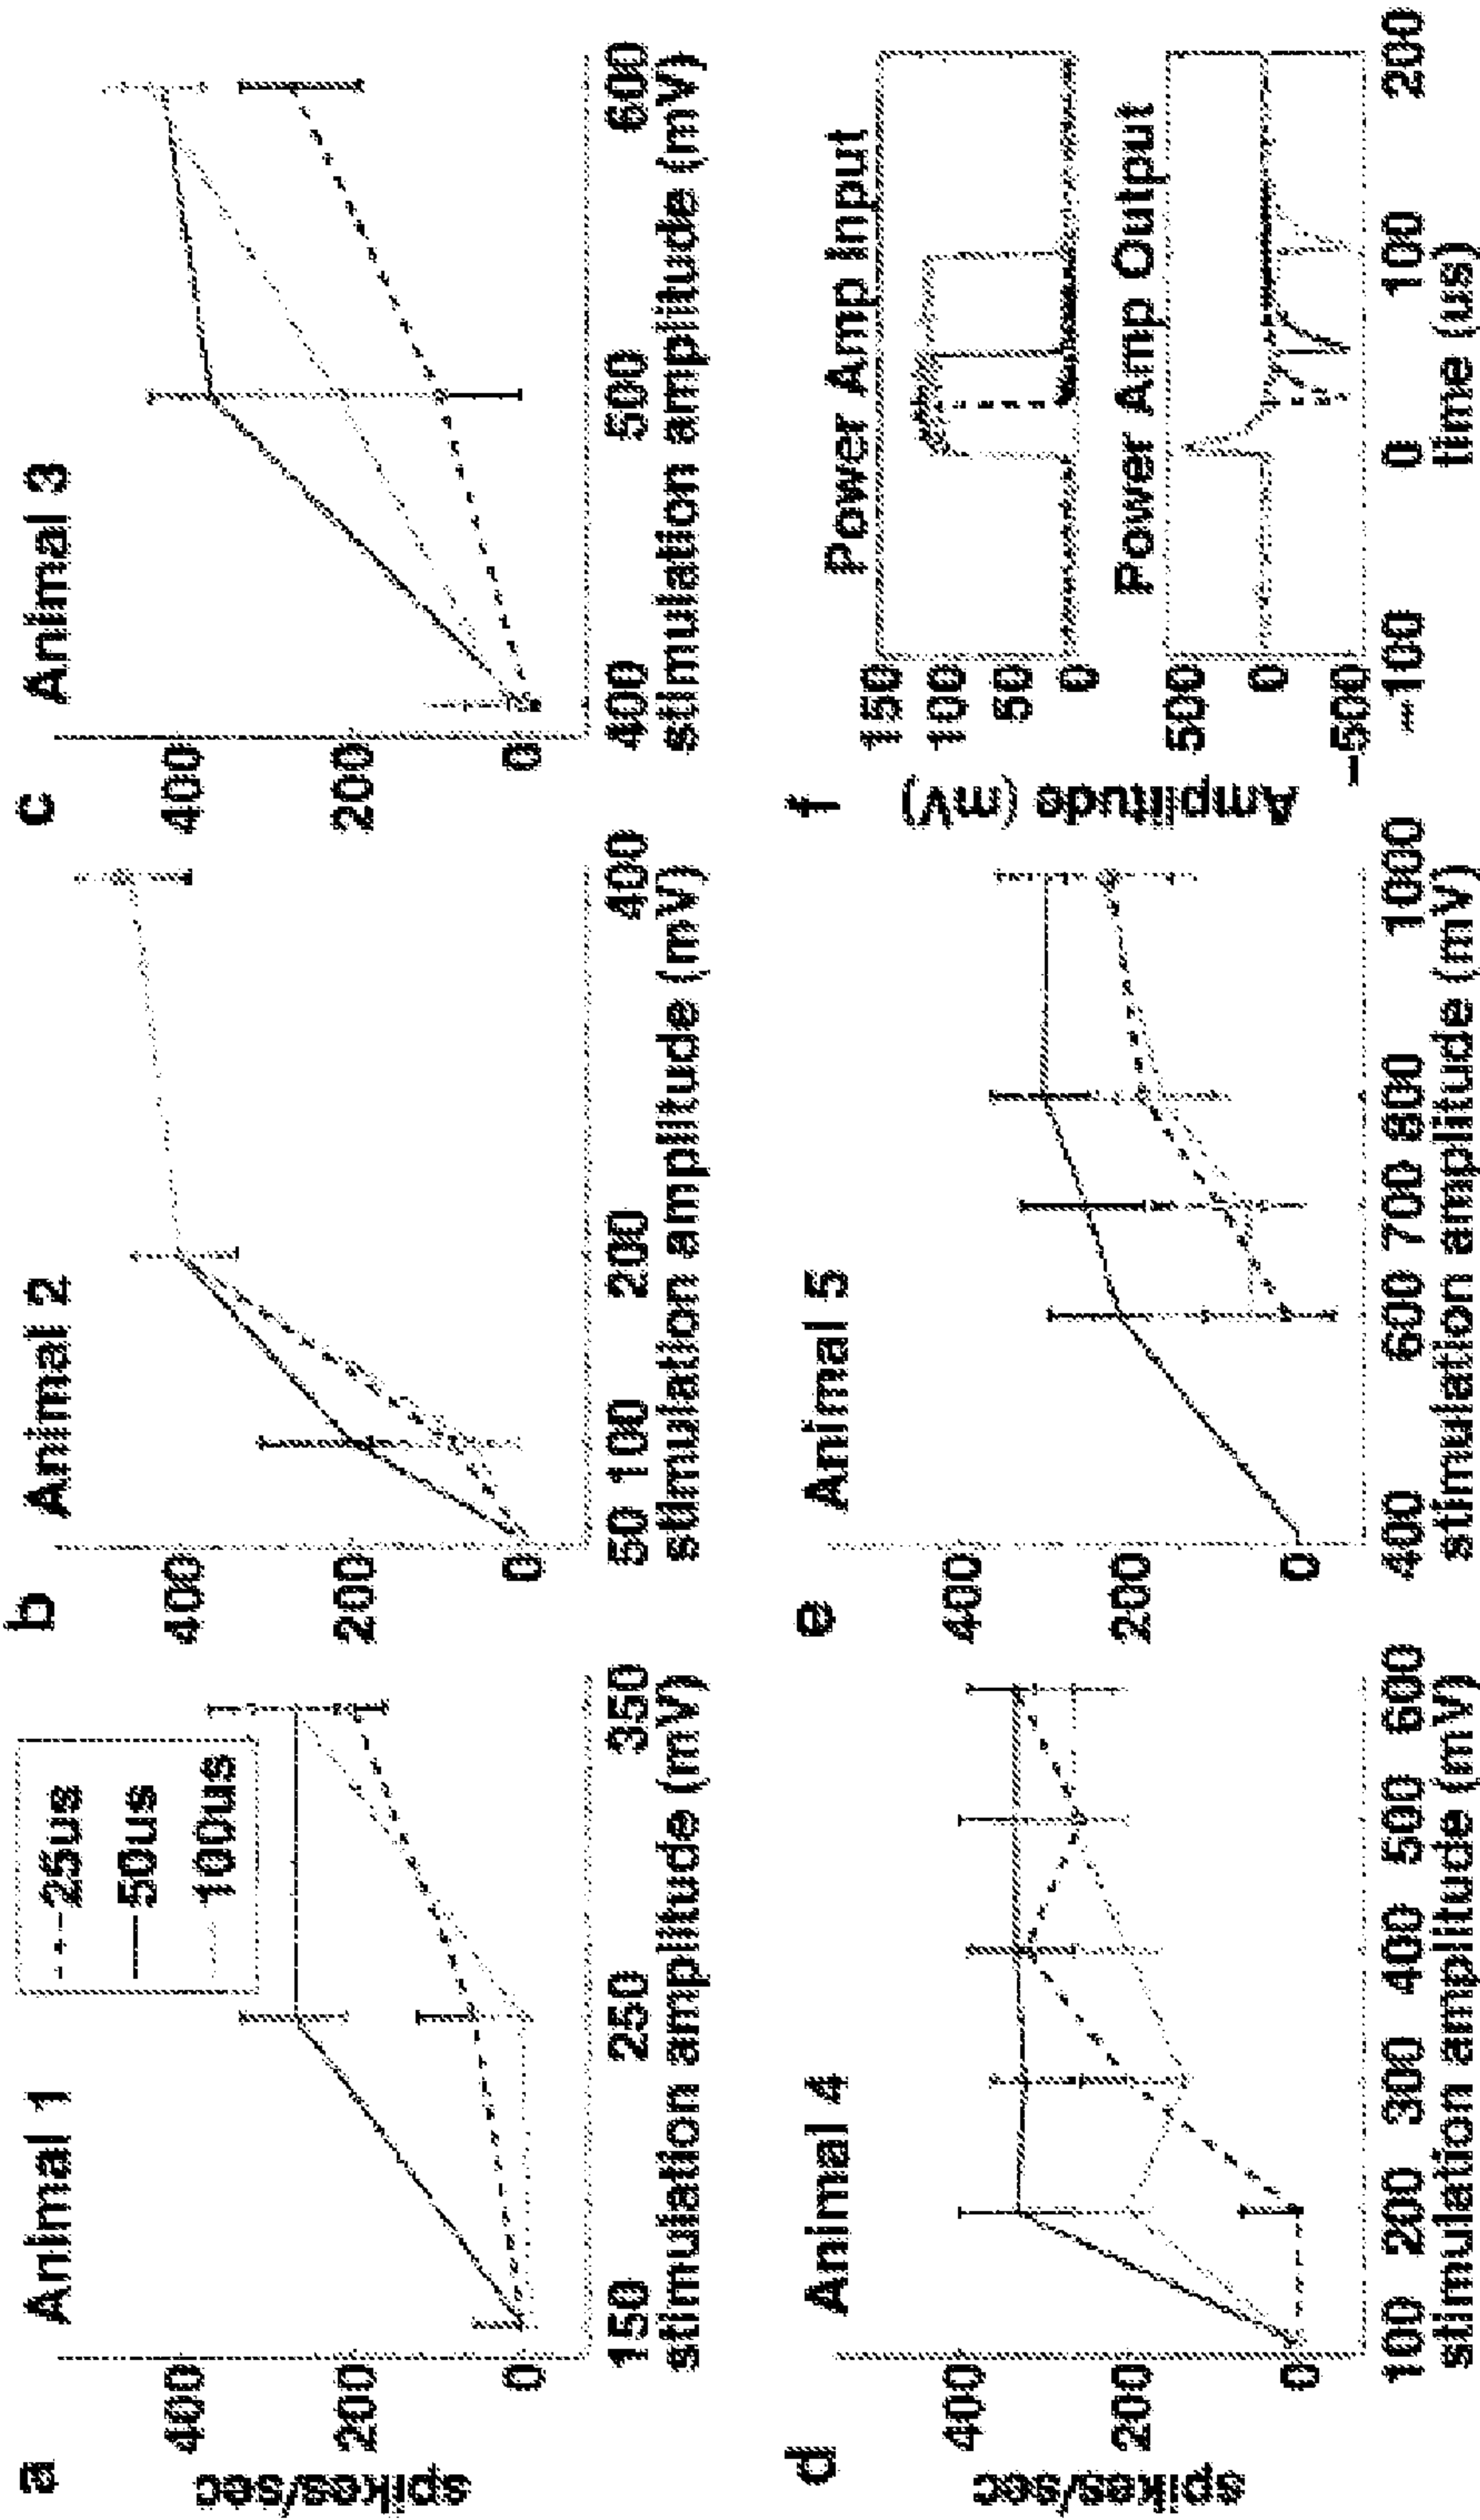 a
Animal 1
spikes/sec
400
200
0
25us
50us
100us
150 250 350
stimulation amplitude (mV)
b
Animal 2
400
200
0
50 100 200 400
stimulation amplitude (mV)
c
Animal 3
400
200
0
400 500 600
stimulation amplitude (mV)
d
Animal 4
spikes/sec
400
200
0
100 200 300 400 500 600
stimulation amplitude (mV)
e
Animal 5
400
200
0
400 600 700 800 1000
stimulation amplitude (mV)
f
Amplitude (mV)
Power Amp Input
150
100
50
0
Power Amp Output
500
0
-500
-100 0 100 200
time (us)